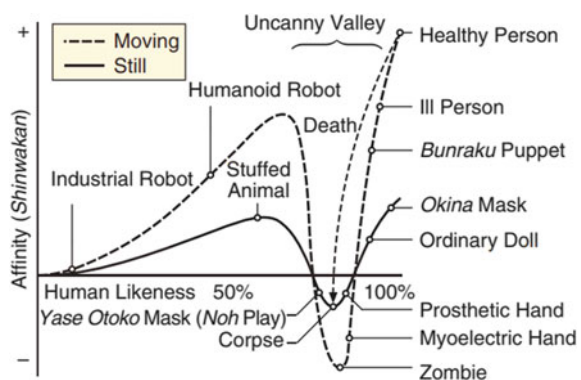 +
Moving
Still
Uncanny Valley
Healthy Person
Humanoid Robot
Death
Ill Person
Bunraku Puppet
Industrial Robot
Stuffed
Animal
Okina Mask
Ordinary Doll
Affinity (Shinwakan)
Human Likeness 50% 100%
Yase Otoko Mask (Noh Play)
Prosthetic Hand
Corpse
Myoelectric Hand
Zombie
–